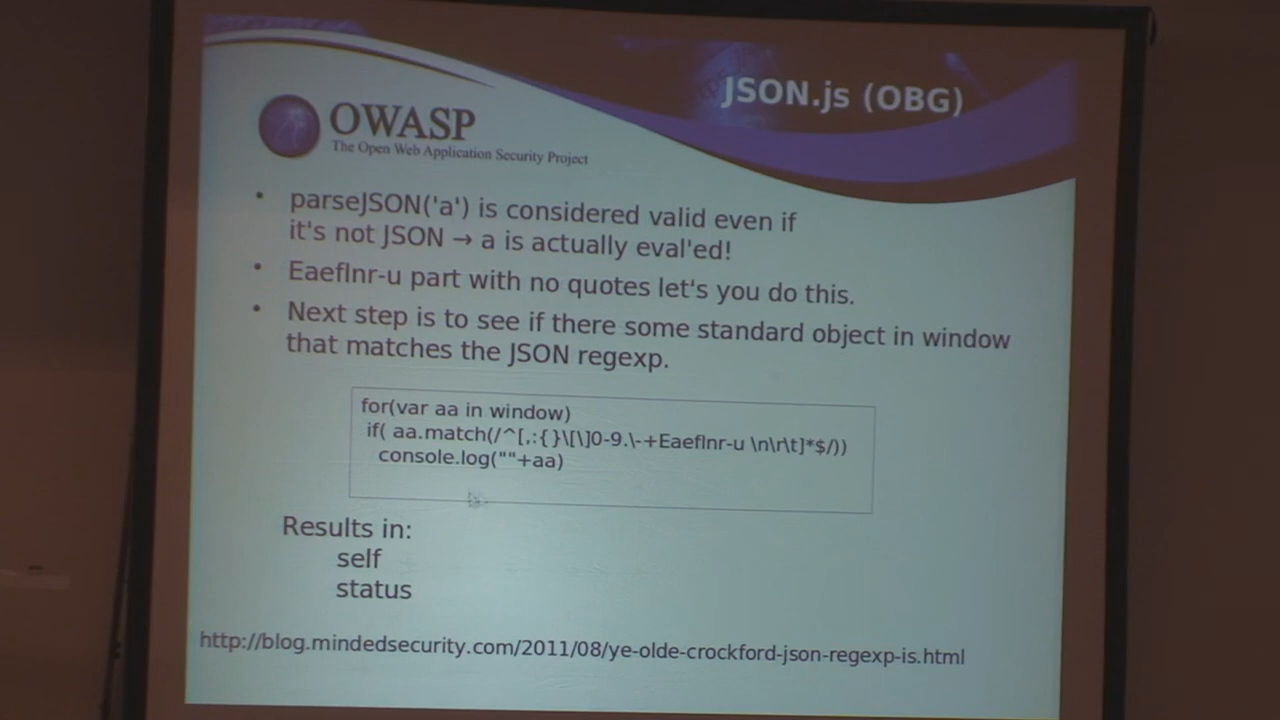 JSON.js (OBG)
OWASP
The Open Web Application Security Project
• parseJSON('a') is considered valid even if
it's not JSON → a is actually eval'ed!
• Eaeflnr-u part with no quotes let's you do this.
• Next step is to see if there some standard object in window
that matches the JSON regexp.
for(var aa in window)
if( aa.match(/^[,:{}\[\]0-9.\-+Eaeflnr-u \n\r\t]*$/))
console.log(""+aa)
Results in:
self
status
http://blog.mindedsecurity.com/2011/08/ye-olde-crockford-json-regexp-is.html